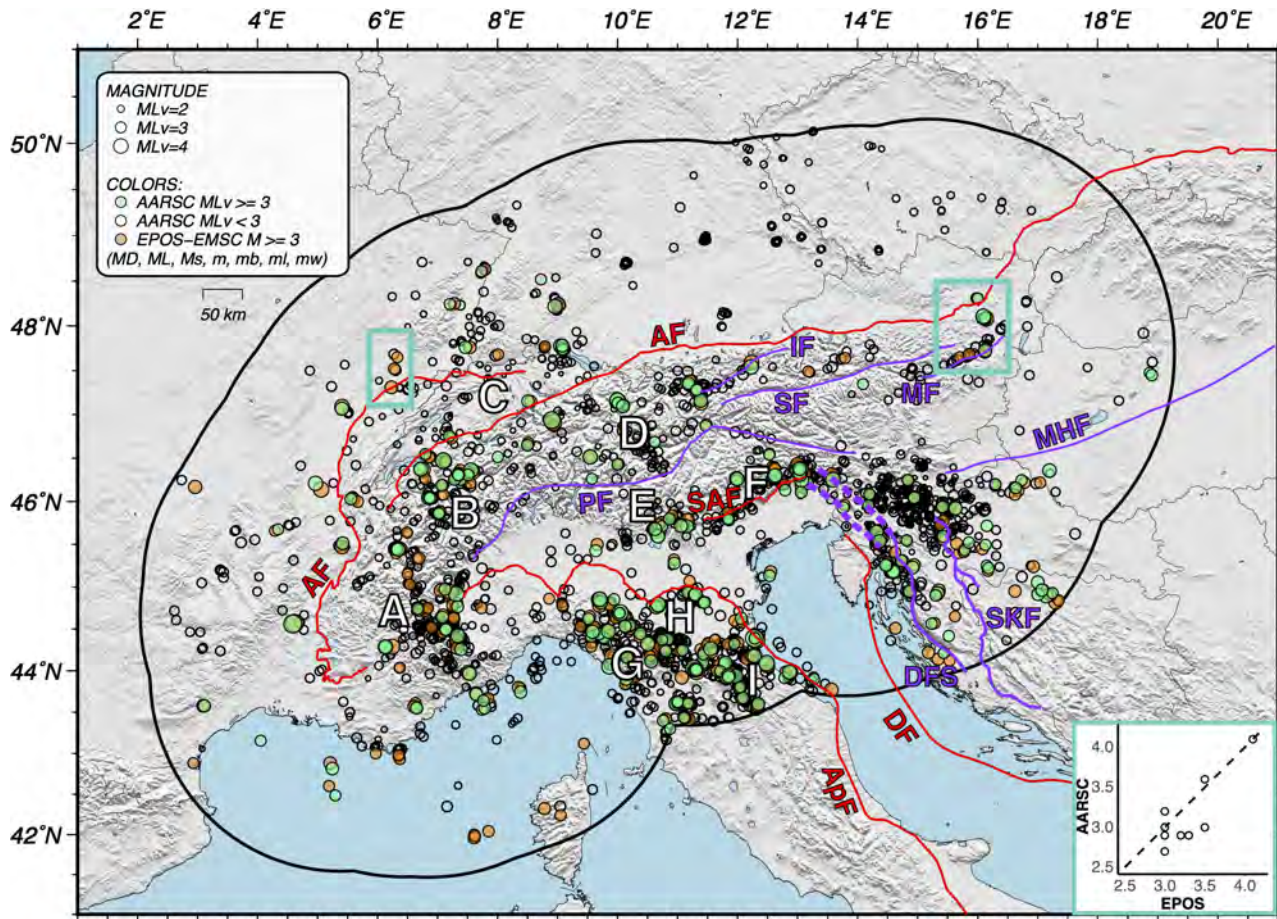 2˚E 4˚E 6˚E 8˚E 10˚E 12˚E 14˚E 16˚E 18˚E 20˚E
MAGNITUDE
MLv=2
MLv=3
MLv=4
COLORS:
AARSC MLv >= 3
AARSC MLv < 3
EPOS-EMSC M >= 3
(MD, ML, Ms, m, mb, ml, mw)
50 km
50˚N
48˚N
46˚N
44˚N
42˚N
AF
IF
C
SF
MF
D
MHF
B
PF
E
SAF
F
AF
A
H
SKF
G
I
DFS
DF
ApF
4.0
3.5
3.0
2.5
AARSC
2.5 3.0 3.5 4.0
EPOS